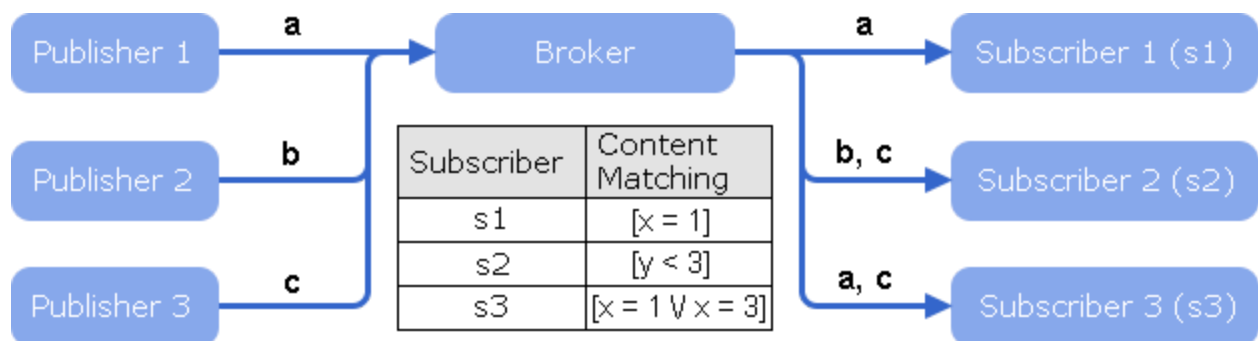 Publisher 1
a
Broker
a
Subscriber 1 (s1)
Publisher 2
b
b, c
Subscriber 2 (s2)
Publisher 3
c
a, c
Subscriber 3 (s3)
Subscriber
Content
Matching
s1
[x = 1]
s2
[y < 3]
s3
[x = 1 V x = 3]